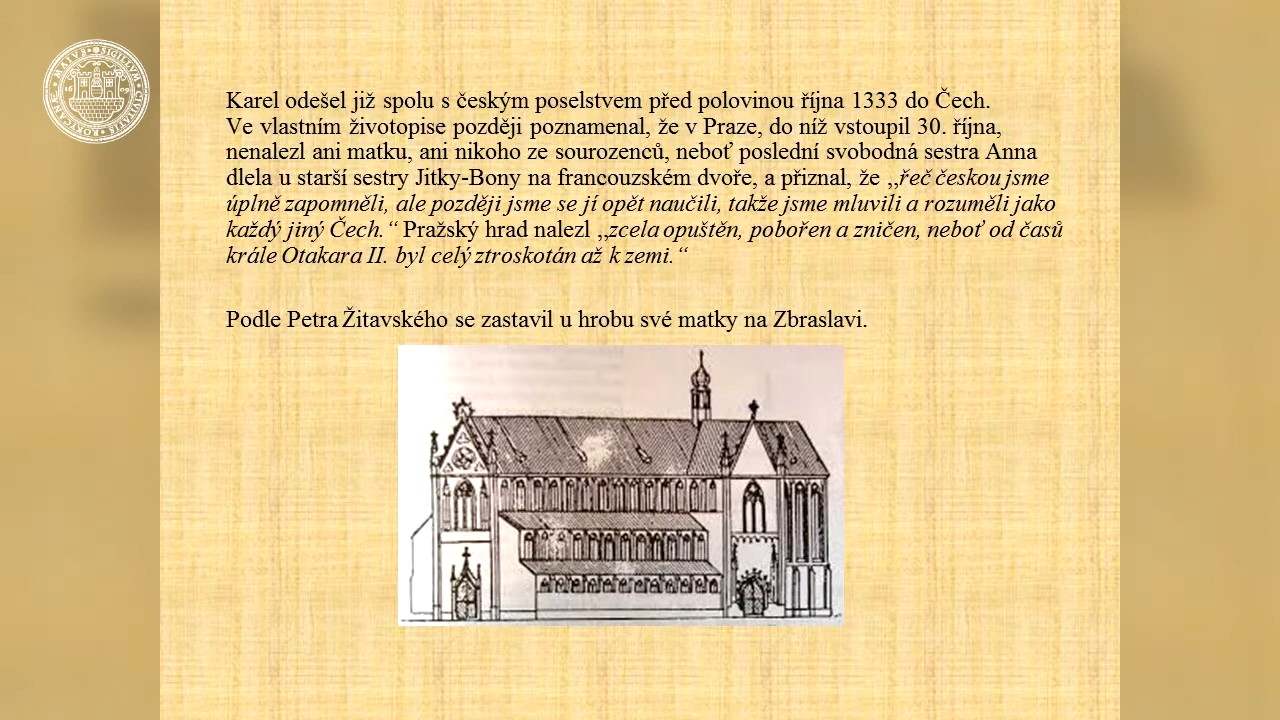 Karel odešel již spolu s českým poselstvem před polovinou října 1333 do Čech.
Ve vlastním životopise později poznamenal, že v Praze, do níž vstoupil 30. října,
nenalezl ani matku, ani nikoho ze sourozenců, neboť poslední svobodná sestra Anna
dlela u starší sestry Jitky-Bony na francouzském dvoře, a přiznal, že ,,řeč českou jsme
úplně zapomněli, ale později jsme se jí opět naučili, takže jsme mluvili a rozuměli jako
každý jiný Čech.“ Pražský hrad nalezl ,,zcela opuštěn, pobořen a zničen, neboť od časů
krále Otakara II. byl celý ztroskotán až k zemi.“
Podle Petra Žitavského se zastavil u hrobu své matky na Zbraslavi.